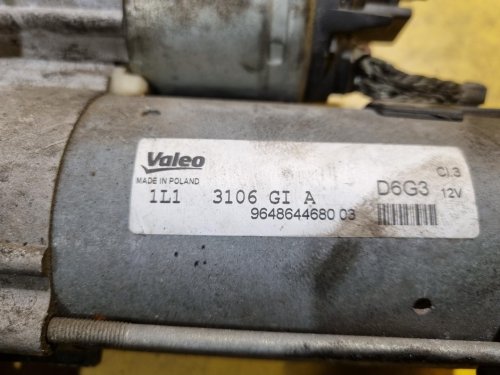 Valeo
MADE IN POLAND
1L1 3106 GI A
9648644680 03
D6G3
Cl.3
12V